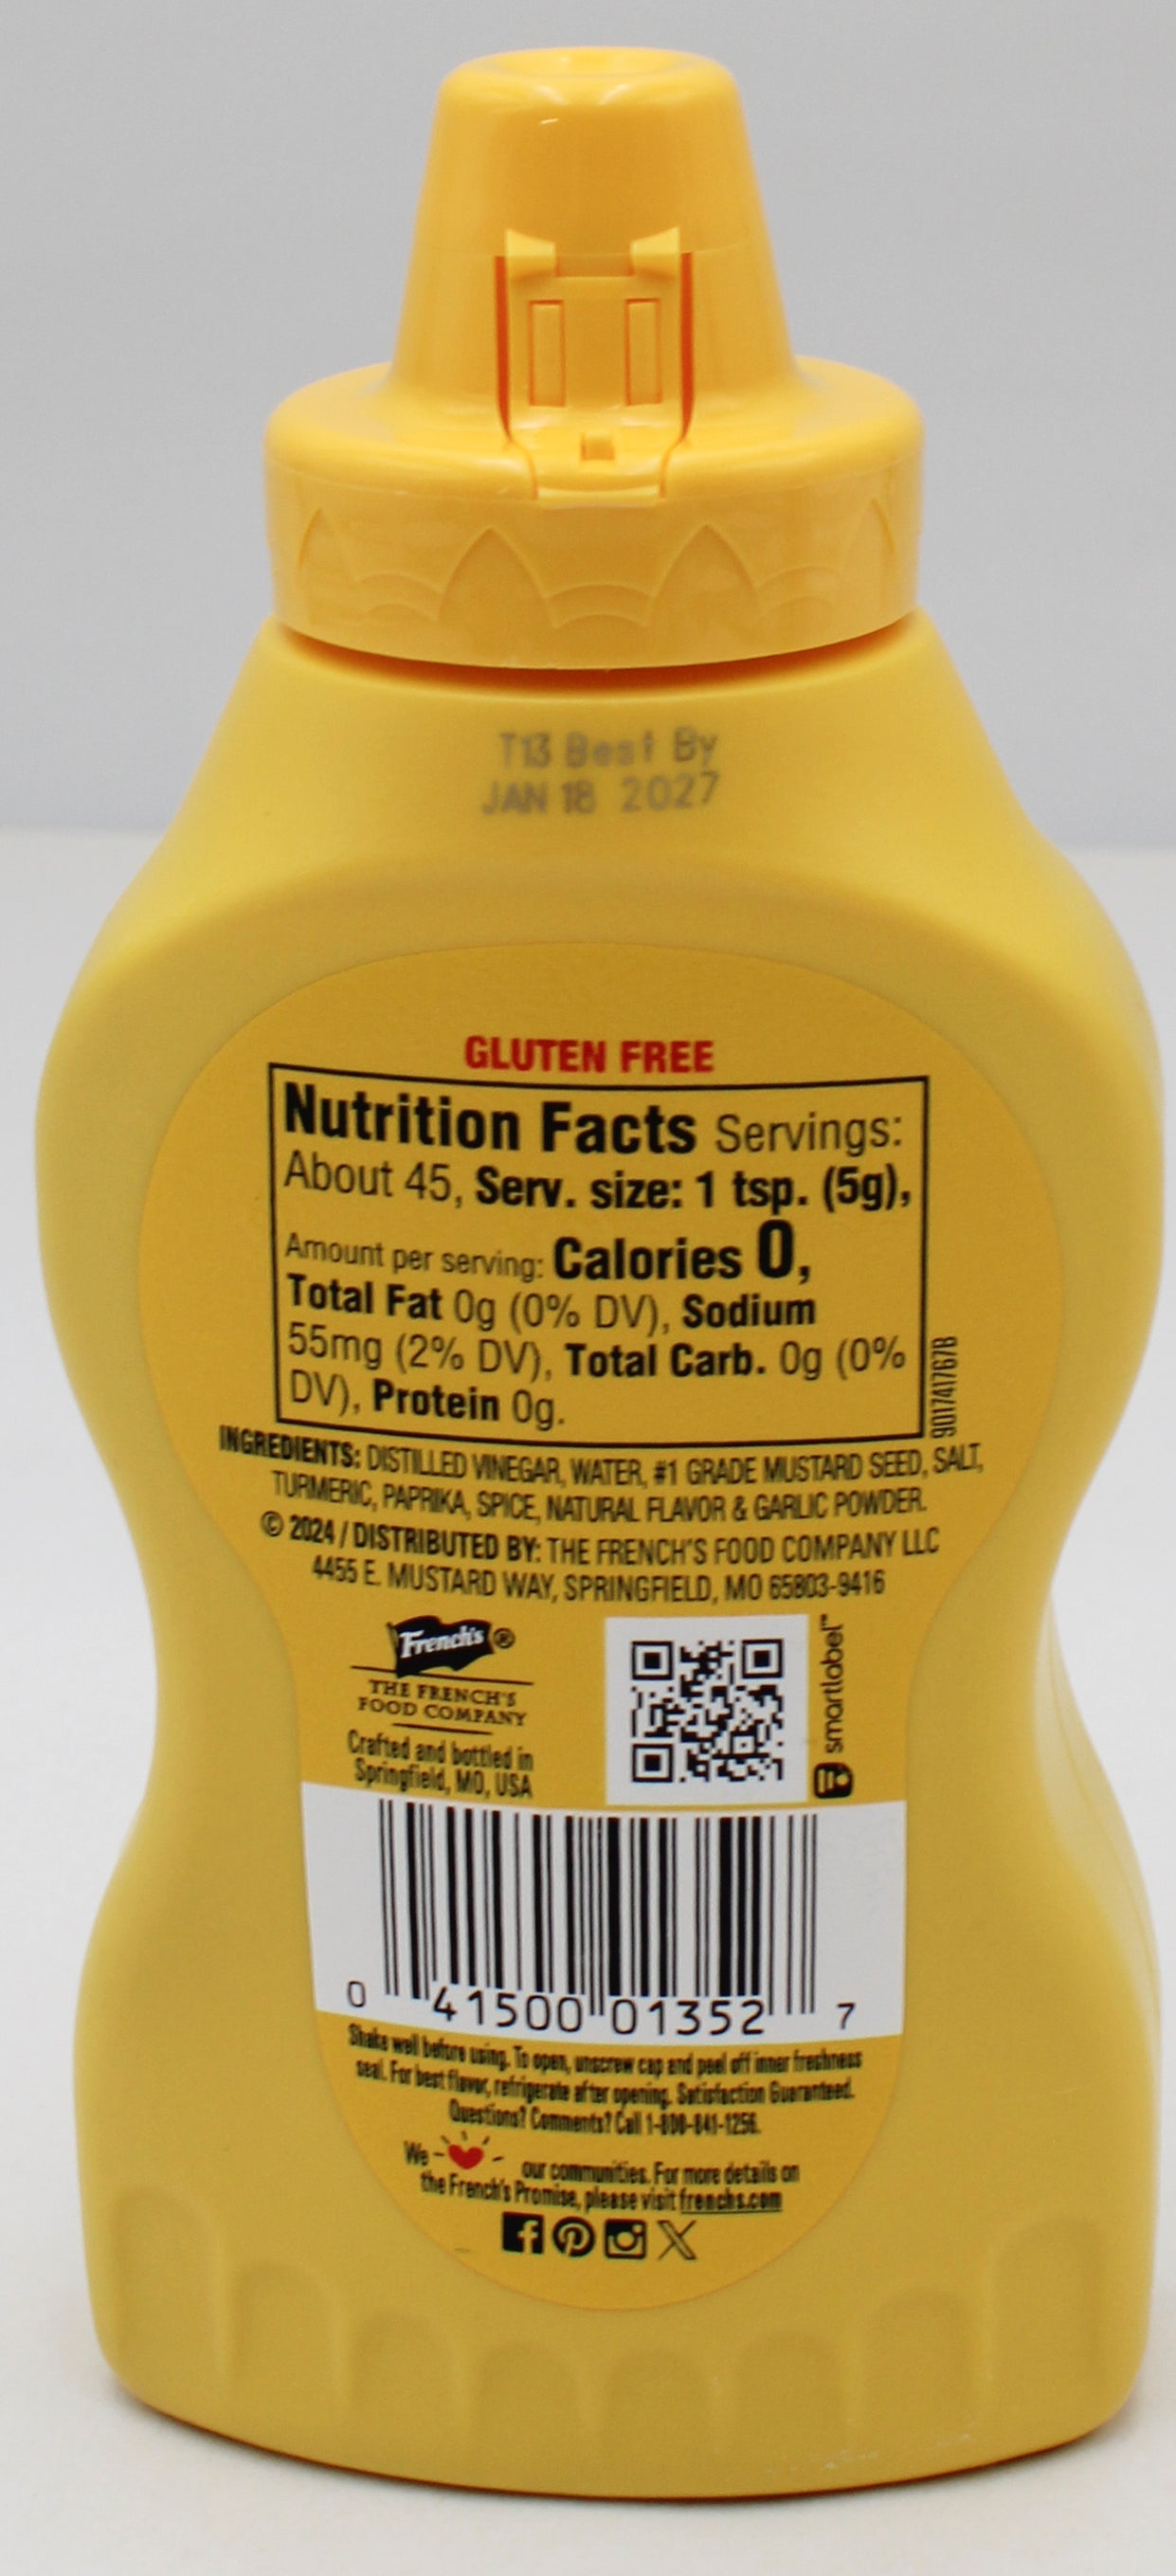 T13 Best By
JAN 18 2027
GLUTEN FREE
Nutrition Facts Servings:
About 45, Serv. size: 1 tsp. (5g),
Amount per serving: Calories 0,
Total Fat 0g (0% DV), Sodium
55mg (2% DV), Total Carb. 0g (0%
DV), Protein 0g.
901741767B
INGREDIENTS: DISTILLED VINEGAR, WATER, #1 GRADE MUSTARD SEED, SALT,
TURMERIC, PAPRIKA, SPICE, NATURAL FLAVOR & GARLIC POWDER.
© 2024 / DISTRIBUTED BY: THE FRENCH'S FOOD COMPANY LLC
4455 E. MUSTARD WAY, SPRINGFIELD, MO 65803-9416
French's®
THE FRENCH'S
FOOD COMPANY
Crafted and bottled in
Springfield, MO, USA
smartlabel™
0 41500 01352 7
Shake well before using. To open, unscrew cap and peel off inner freshness
seal. For best flavor, refrigerate after opening. Satisfaction Guaranteed.
Questions? Comments? Call 1-800-841-1256.
We our communities. For more details on
the French's Promise, please visit frenchs.com